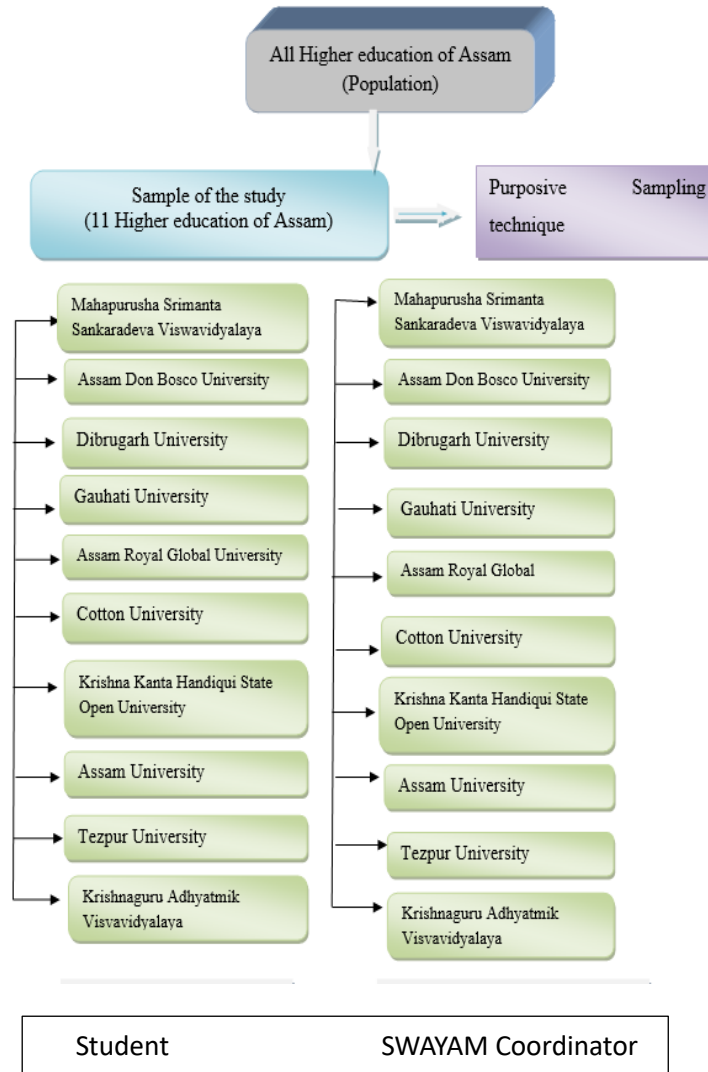 All Higher education of Assam
(Population)
Sample of the study
(11 Higher education of Assam)
Purposive Sampling
technique
Mahapurusha Srimanta
Sankaradeva Viswavidyalaya
Assam Don Bosco University
Dibrugarh University
Gauhati University
Assam Royal Global University
Cotton University
Krishna Kanta Handiqui State
Open University
Assam University
Tezpur University
Krishnaguru Adhyatmik
Visvavidyalaya
Mahapurusha Srimanta
Sankaradeva Viswavidyalaya
Assam Don Bosco University
Dibrugarh University
Gauhati University
Assam Royal Global
Cotton University
Krishna Kanta Handiqui State
Open University
Assam University
Tezpur University
Krishnaguru Adhyatmik
Visvavidyalaya
Student SWAYAM Coordinator